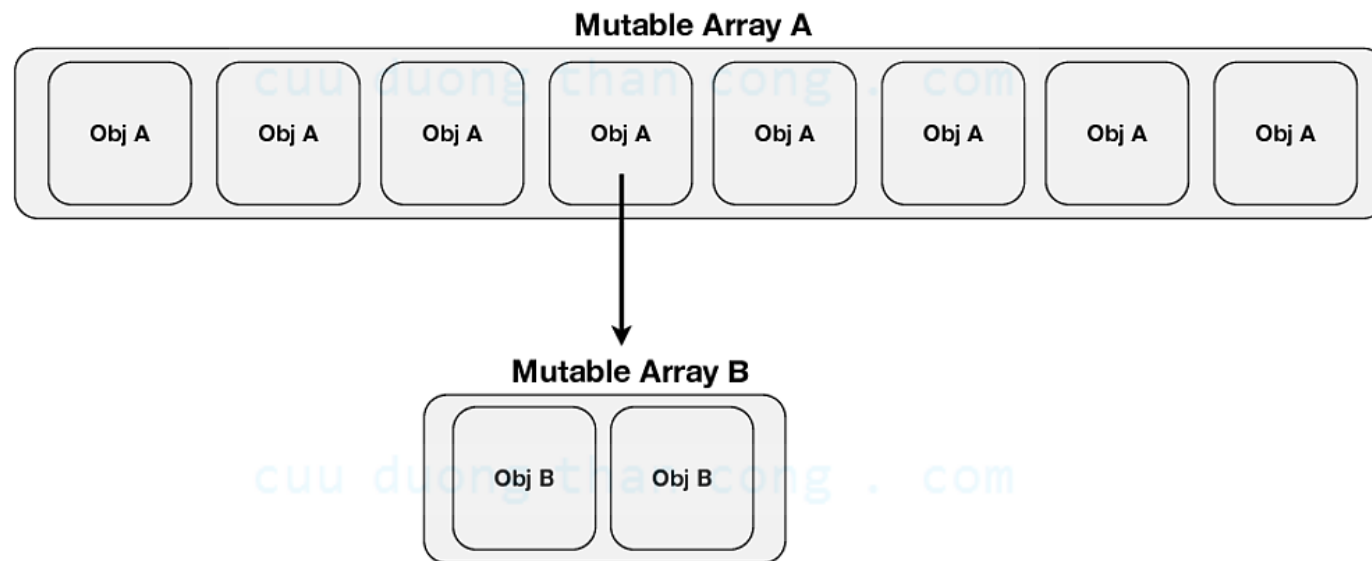 Mutable Array A
cuu duong than cong . com
Obj A Obj A Obj A Obj A Obj A Obj A Obj A Obj A
Mutable Array B
Obj B Obj B
cuu duong than cong . com